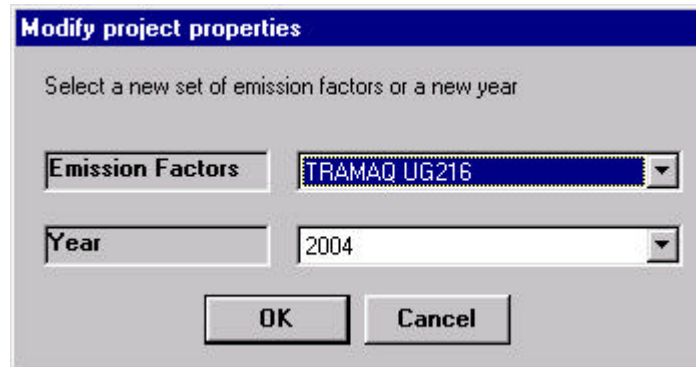 Modify project properties
Select a new set of emission factors or a new year
Emission Factors TRAMAQ UG216
Year 2004
OK Cancel